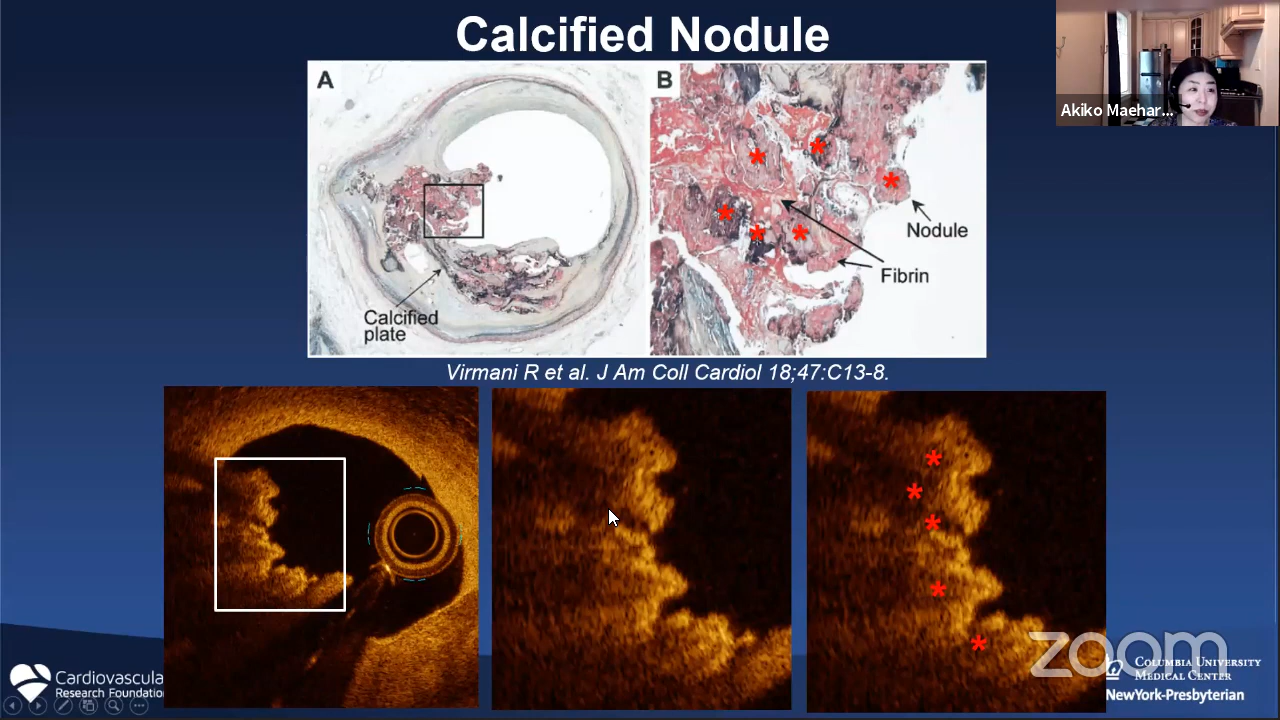 Calcified Nodule
Akiko Maehar...
A
B
Nodule
Fibrin
Calcified
plate
Virmani R et al. J Am Coll Cardiol 18;47:C13-8.
zoom
Cardiovascula
Research Foundation
COLUMBIA UNIVERSITY
MEDICAL CENTER
NewYork-Presbyterian